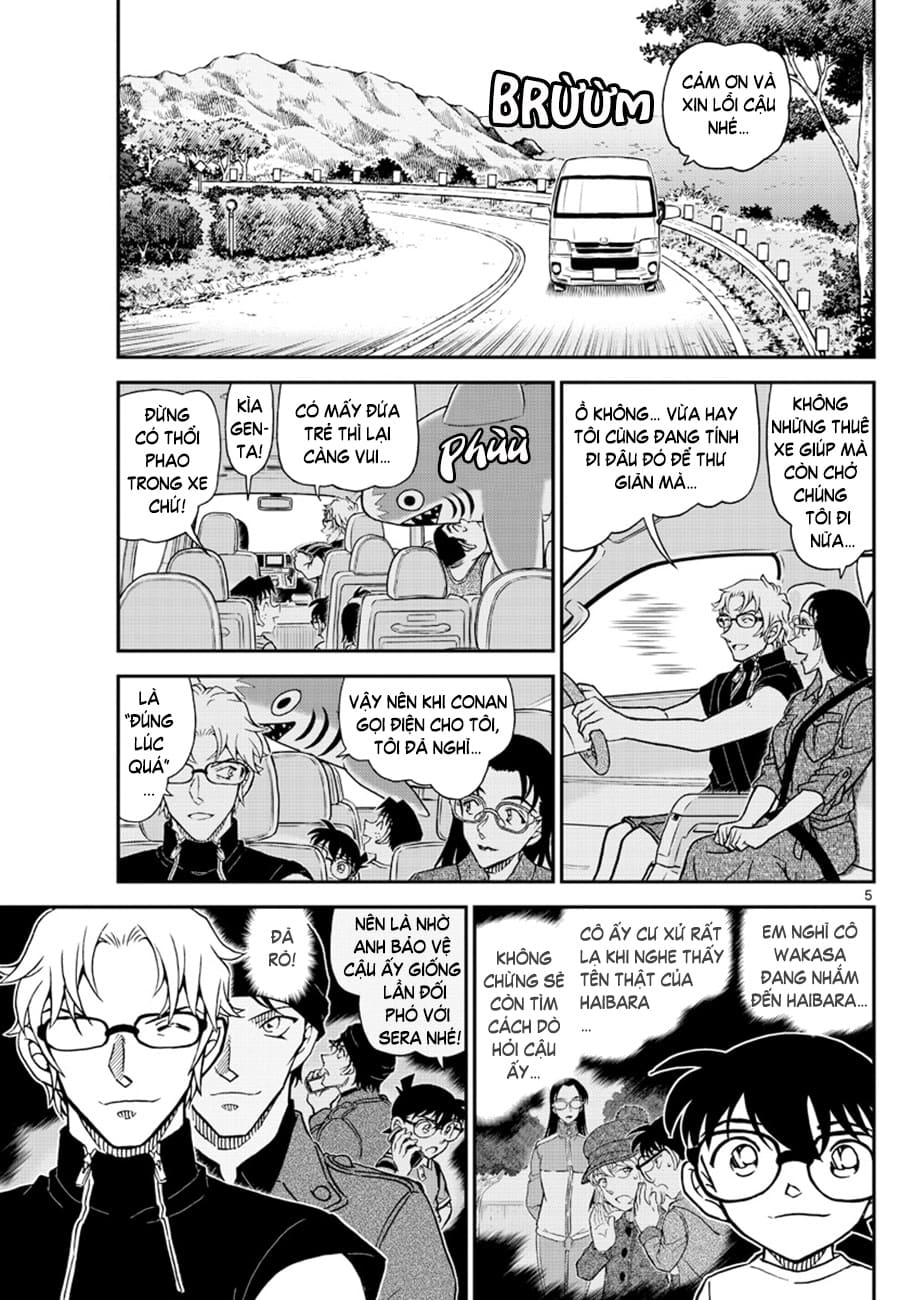 CẢM ƠN VÀ
XIN LỖI CẬU
NHÉ...
BRỪỪM
KHÔNG
NHỮNG THUÊ
XE GIÚP MÀ
CÒN CHỞ
CHÚNG
TÔI ĐI
NỮA...
Ồ KHÔNG... VỪA HAY
TÔI CŨNG ĐANG TÍNH
ĐI ĐÂU ĐÓ ĐỂ THƯ
GIÃN MÀ...
CÓ MẤY ĐỨA
TRẺ THÌ LẠI
CÀNG VUI...
PHÙÙ
KÌA
GEN-
TA!
ĐỪNG
CÓ THỔI
PHAO
TRONG XE
CHỨ!
VẬY NÊN KHI CONAN
GỌI ĐIỆN CHO TÔI,
TÔI ĐÃ NGHĨ...
LÀ
"ĐÚNG
LÚC
QUÁ"
...
5
EM NGHĨ CÔ
WAKASA
ĐANG NHẮM
ĐẾN HAIBARA...
CÔ ẤY CƯ XỬ RẤT
LẠ KHI NGHE THẤY
TÊN THẬT CỦA
HAIBARA
...
KHÔNG
CHỪNG SẼ
CÒN TÌM
CÁCH DÒ
HỎI CẬU
ẤY...
NÊN LÀ NHỜ
ANH BẢO VỆ
CẬU ẤY GIỐNG
LẦN ĐỐI
PHÓ VỚI
SERA NHÉ!
ĐÃ
RÕ!